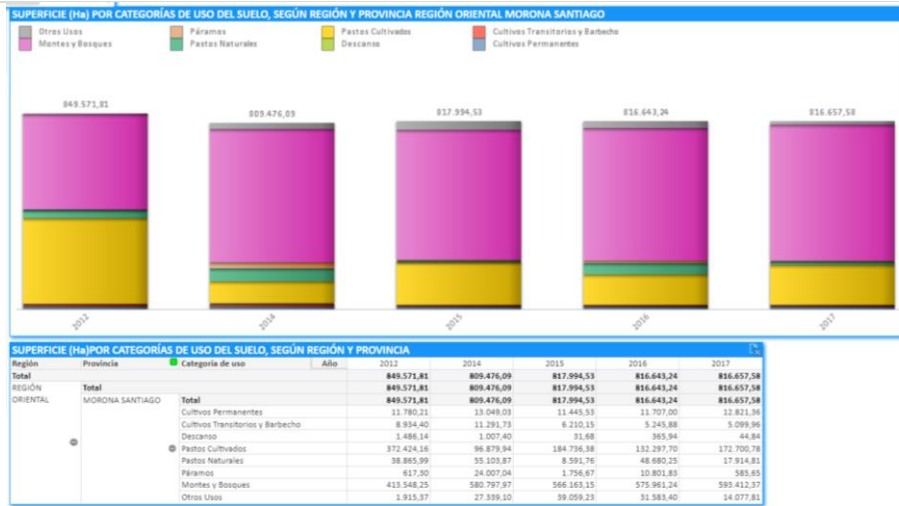 SUPERFICIE (Ha) POR CATEGORÍAS DE USO DEL SUELO, SEGÚN REGIÓN Y PROVINCIA REGIÓN ORIENTAL MORONA SANTIAGO
Otros Usos Páramos Pastos Cultivados Cultivos Transitorios y Barbecho
Montes y Bosques Pastos Naturales Descanso Cultivos Permanentes
849.571,81 809.476,09 817.994,53 816.643,24 816.657,58
2012 2014 2015 2016 2017
SUPERFICIE (Ha)POR CATEGORÍAS DE USO DEL SUELO, SEGÚN REGIÓN Y PROVINCIA
Región Provincia Categoria de uso Año 2012 2014 2015 2016 2017
Total 849.571,81 809.476,09 817.994,53 816.643,24 816.657,58
REGIÓN Total 849.571,81 809.476,09 817.994,53 816.643,24 816.657,58
ORIENTAL MORONA SANTIAGO Total 849.571,81 809.476,09 817.994,53 816.643,24 816.657,58
Cultivos Permanentes 11.780,21 13.049,03 11.445,53 11.707,00 12.821,36
Cultivos Transitorios y Barbecho 8.934,40 11.291,73 6.210,15 5.245,88 5.099,96
Descanso 1.486,14 1.007,40 31,68 365,94 44,84
Pastos Cultivados 372.424,16 96.879,94 184.736,38 132.297,70 172.700,78
Pastos Naturales 38.865,99 55.103,87 8.591,76 48.680,25 17.914,81
Páramos 617,30 24.007,04 1.756,67 10.801,83 585,65
Montes y Bosques 413.548,25 580.797,97 566.163,15 575.961,24 593.412,37
Otros Usos 1.915,37 27.339,10 39.059,23 31.583,40 14.077,81